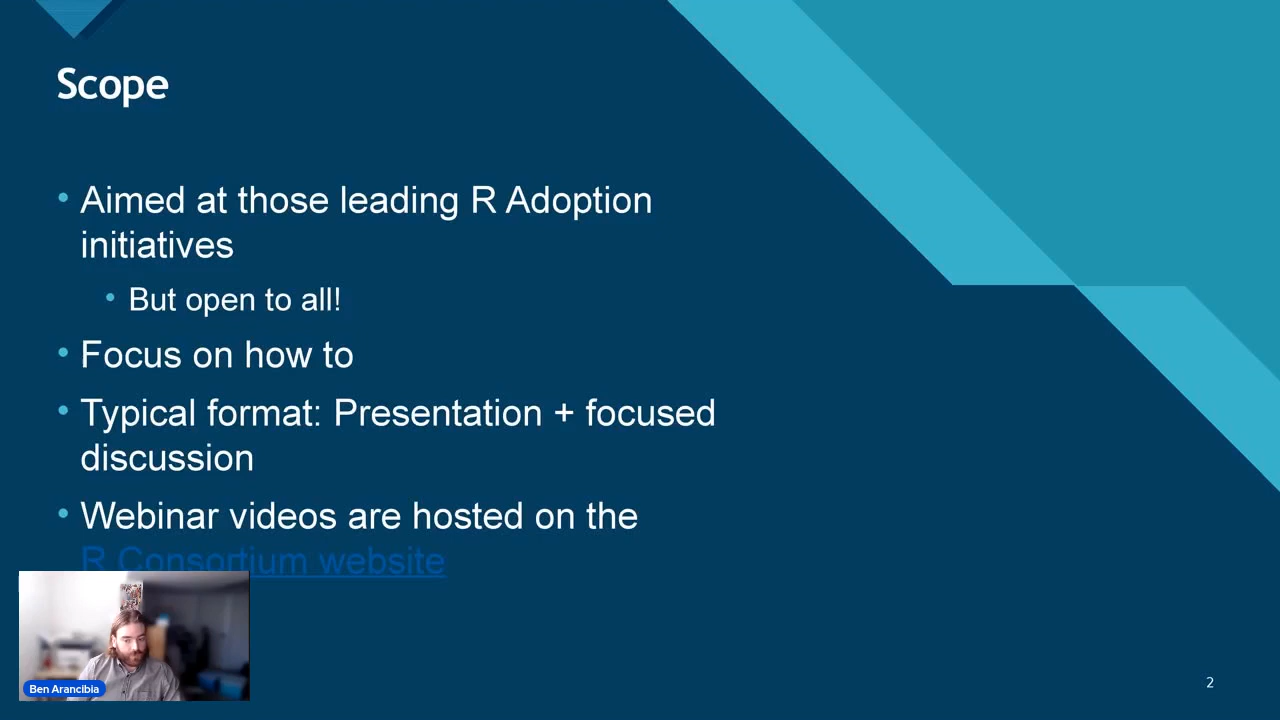 Scope
• Aimed at those leading R Adoption
initiatives
• But open to all!
• Focus on how to
• Typical format: Presentation + focused
discussion
• Webinar videos are hosted on the
R Consortium website
Ben Arancibia
2